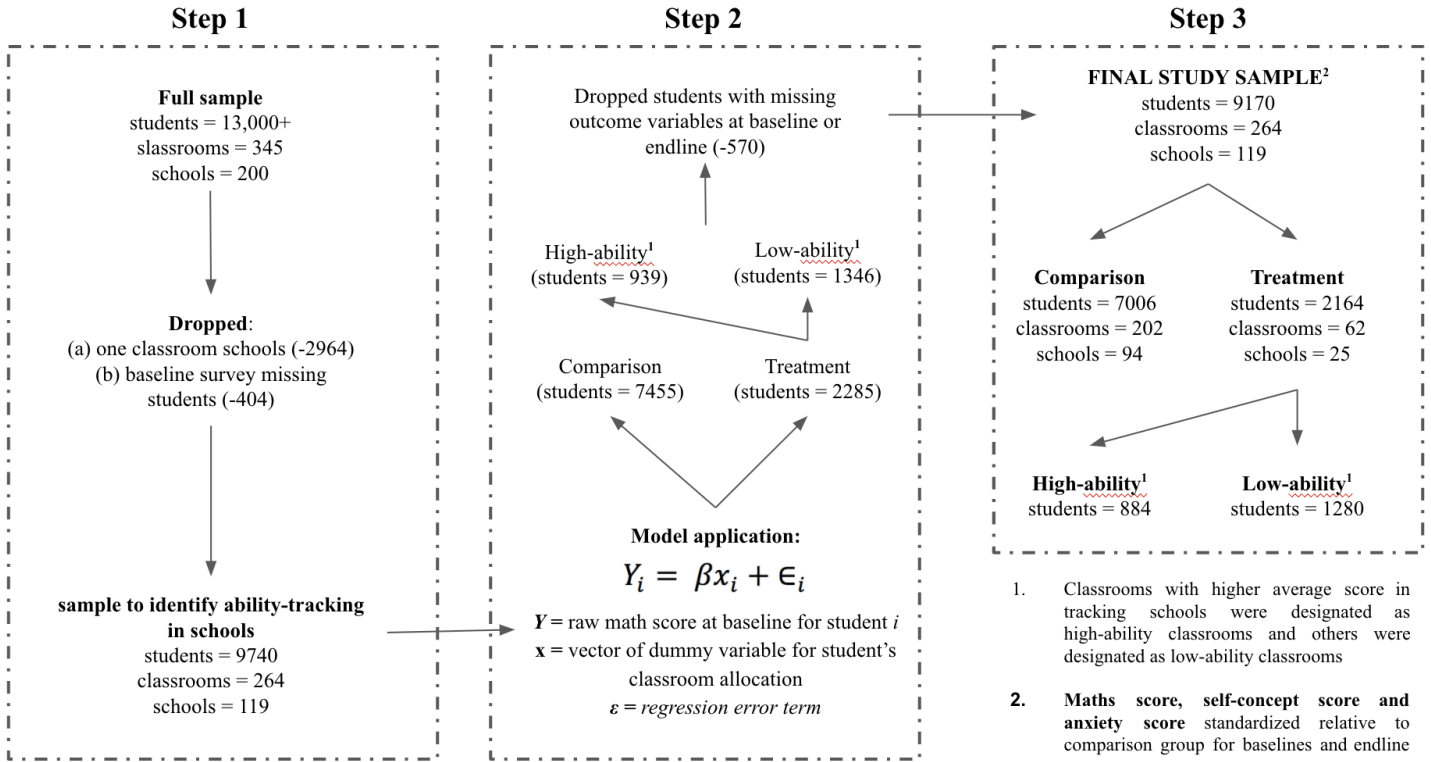 Step 1
Full sample
students = 13,000+
slassrooms = 345
schools = 200
Dropped:
(a) one classroom schools (-2964)
(b) baseline survey missing
students (-404)
sample to identify ability-tracking
in schools
students = 9740
classrooms = 264
schools = 119
Step 2
Dropped students with missing
outcome variables at baseline or
endline (-570)
High-ability¹
(students = 939)
Low-ability¹
(students = 1346)
Comparison
(students = 7455)
Treatment
(students = 2285)
Model application:
Yᵢ = βxᵢ + ∈ᵢ
Y = raw math score at baseline for student i
x = vector of dummy variable for student’s
classroom allocation
ε = regression error term
Step 3
FINAL STUDY SAMPLE²
students = 9170
classrooms = 264
schools = 119
Comparison
students = 7006
classrooms = 202
schools = 94
Treatment
students = 2164
classrooms = 62
schools = 25
High-ability¹
students = 884
Low-ability¹
students = 1280
1. Classrooms with higher average score in
tracking schools were designated as
high-ability classrooms and others were
designated as low-ability classrooms
2. Maths score, self-concept score and
anxiety score standardized relative to
comparison group for baselines and endline